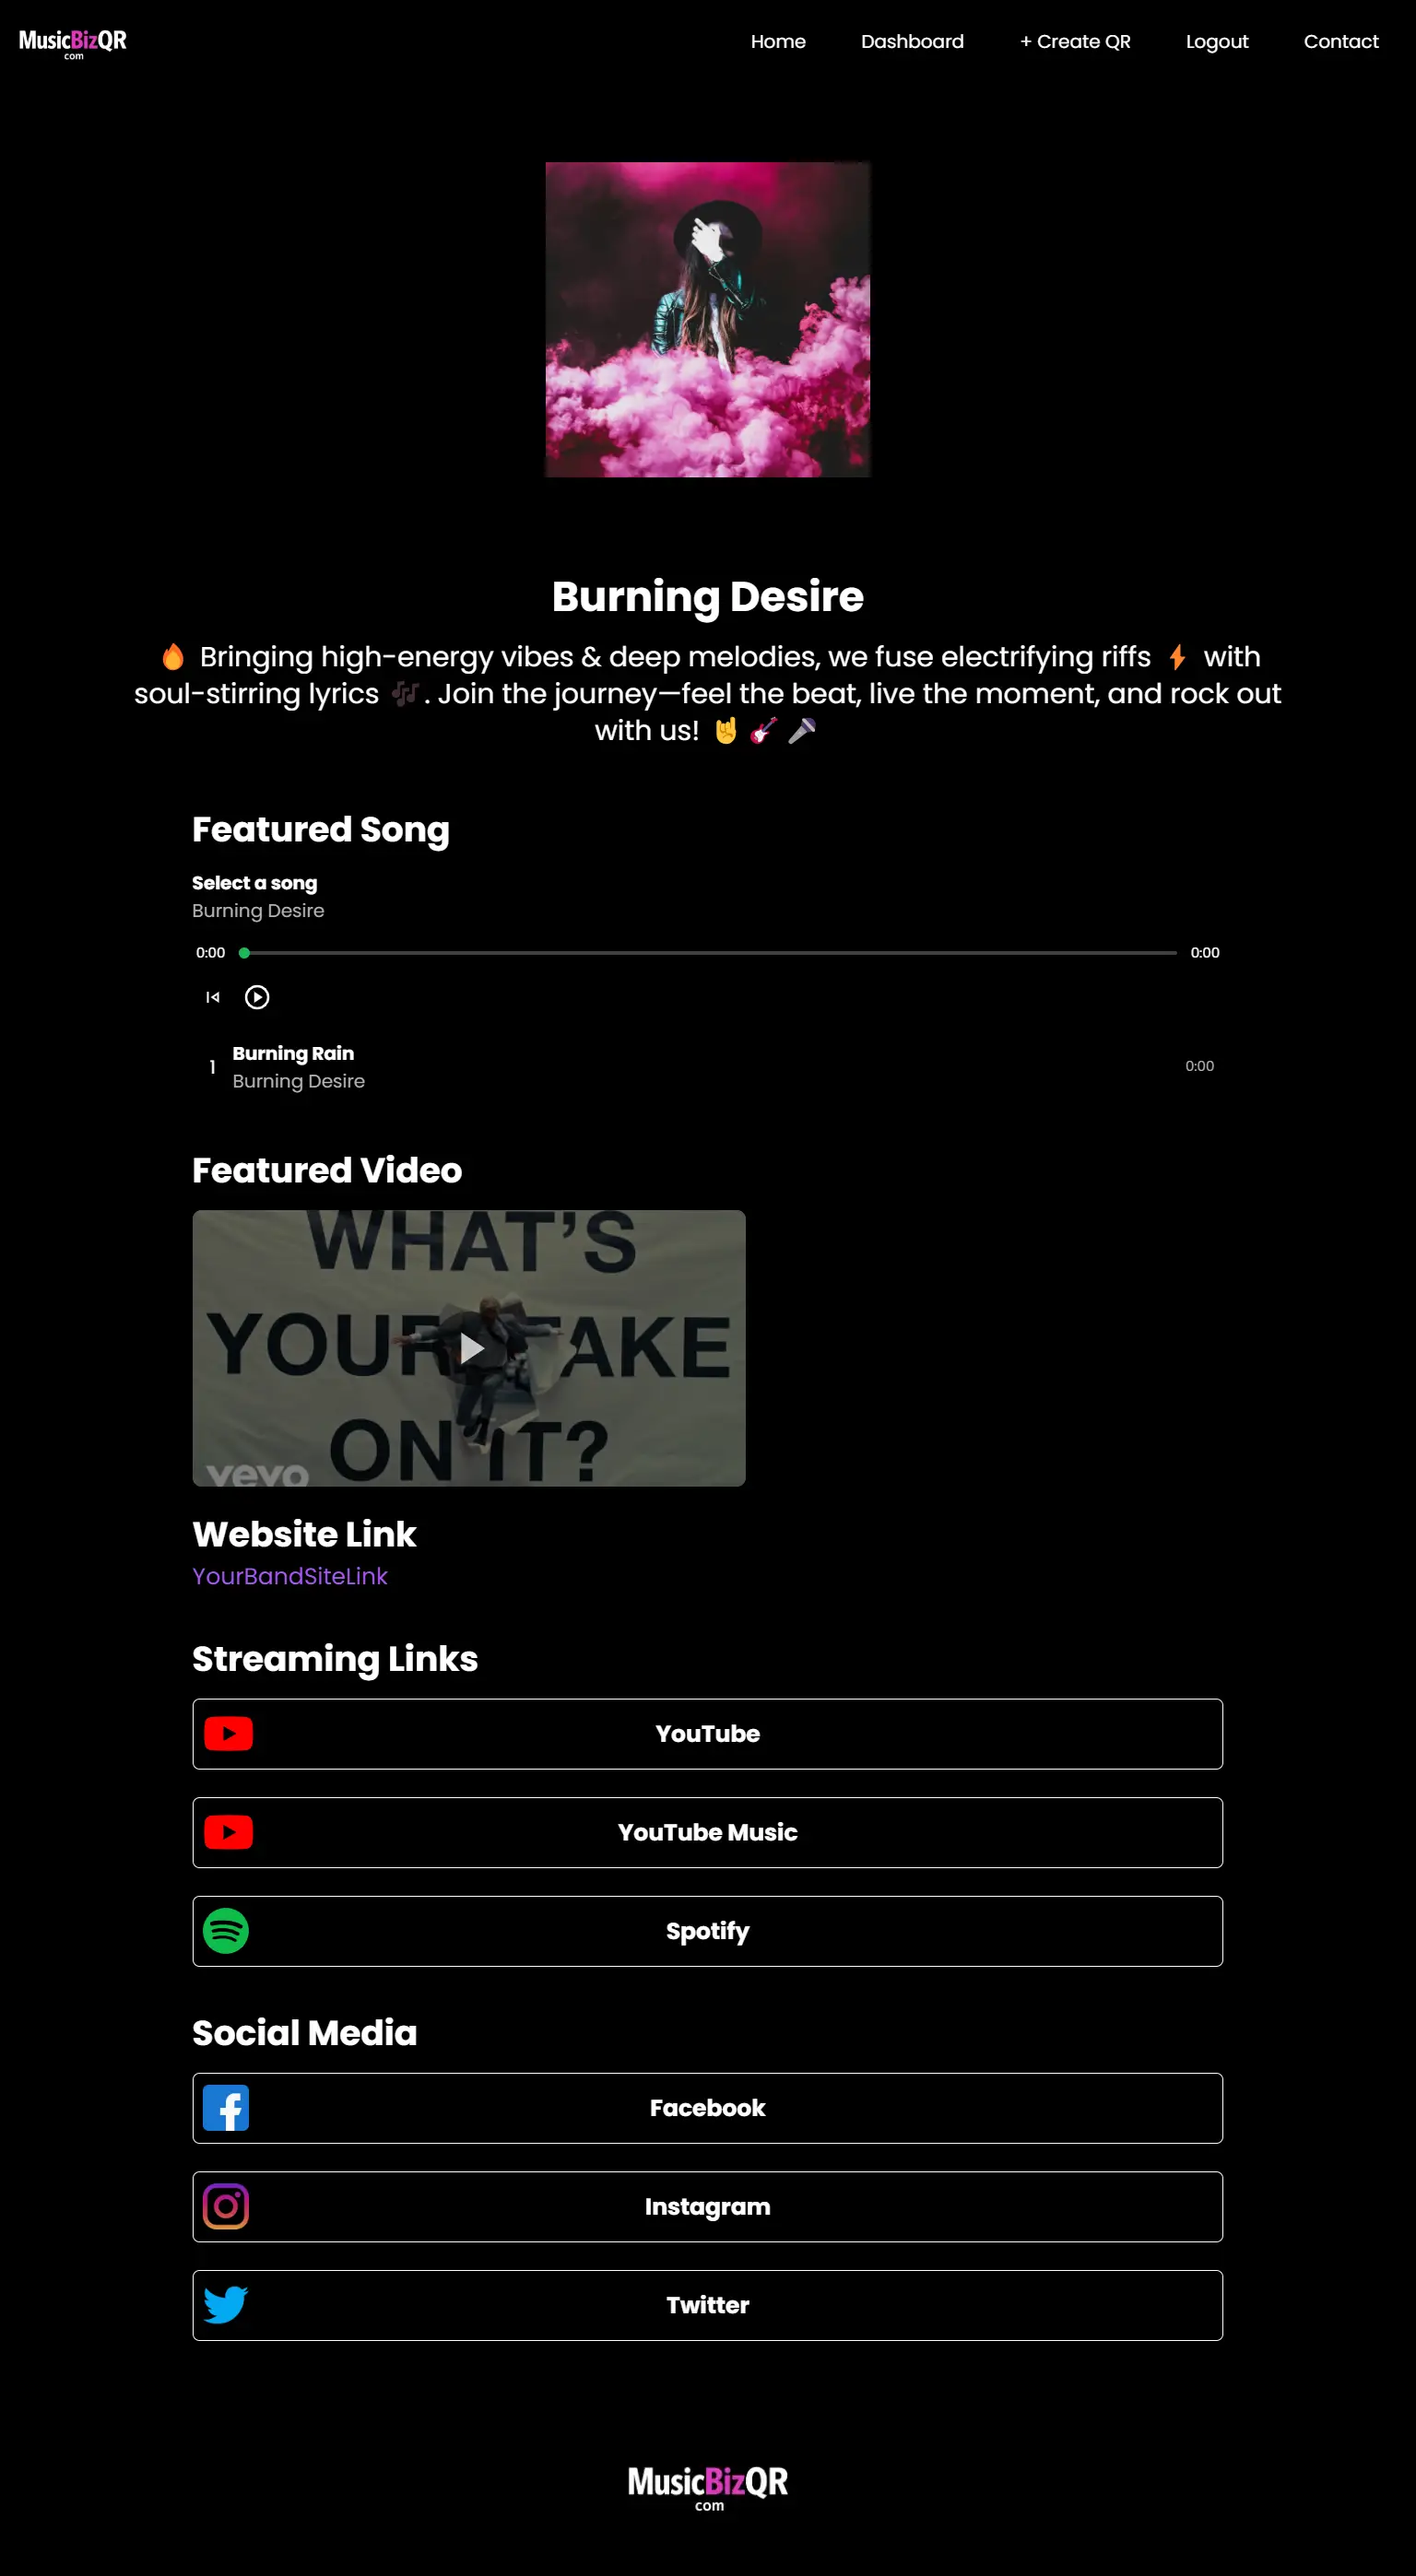 MusicBizQR
com
Home Dashboard + Create QR Logout Contact
Burning Desire
🔥 Bringing high-energy vibes & deep melodies, we fuse electrifying riffs ⚡ with
soul-stirring lyrics 🎶. Join the journey—feel the beat, live the moment, and rock out
with us! 🤘🎸🎤
Featured Song
Select a song
Burning Desire
0:00 0:00
1 Burning Rain 0:00
Burning Desire
Featured Video
WHAT'S
YOUR TAKE
ON IT?
vevo
Website Link
YourBandSiteLink
Streaming Links
YouTube
YouTube Music
Spotify
Social Media
Facebook
Instagram
Twitter
MusicBizQR
com